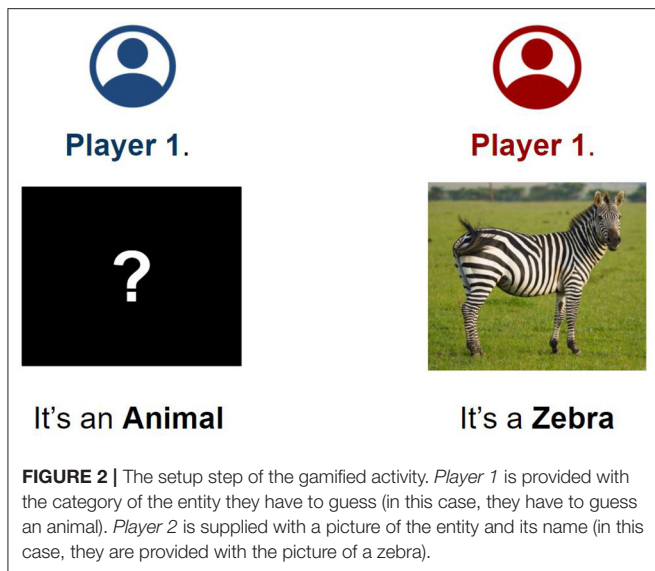 Player 1. Player 1.
?
It's an Animal It's a Zebra
FIGURE 2 | The setup step of the gamified activity. Player 1 is provided with
the category of the entity they have to guess (in this case, they have to guess
an animal). Player 2 is supplied with a picture of the entity and its name (in this
case, they are provided with the picture of a zebra).